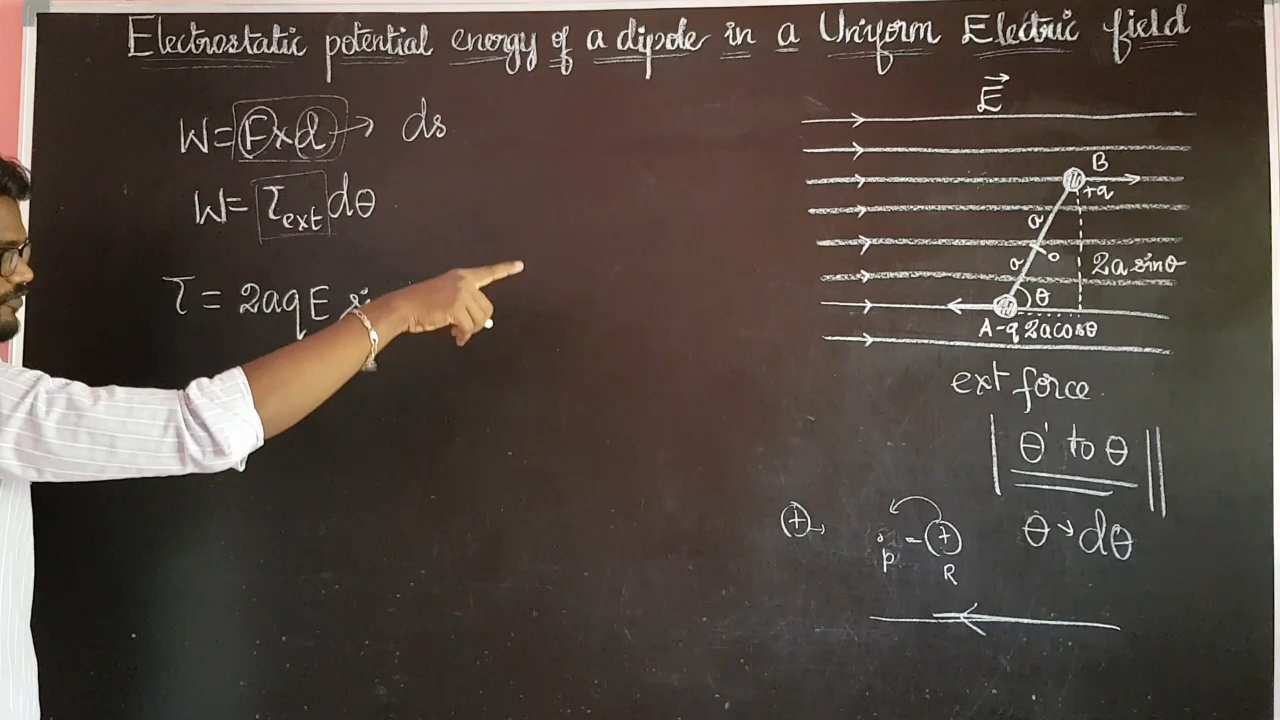 Electrostatic potential energy of a dipole in a Uniform Electric field
W=F×d→ ds
W= τext dθ
τ = 2aqE si
E
B
+q
a
a
o
2a sinθ
θ
A -q 2a cosθ
ext force
θ' to θ
θ → dθ
+
p - +
R